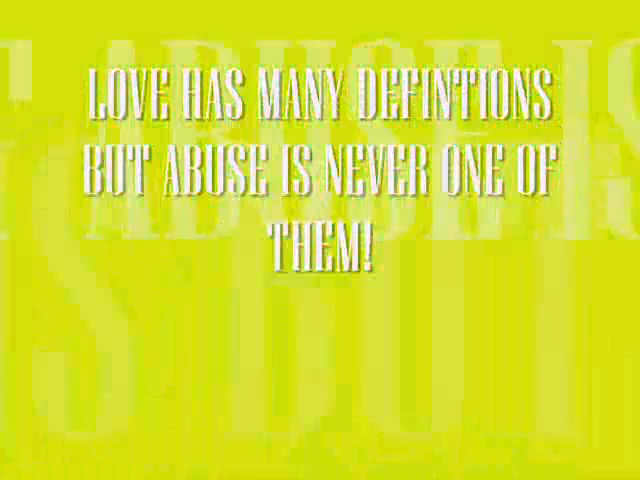 LOVE HAS MANY DEFINTIONS
BUT ABUSE IS NEVER ONE OF
THEM!